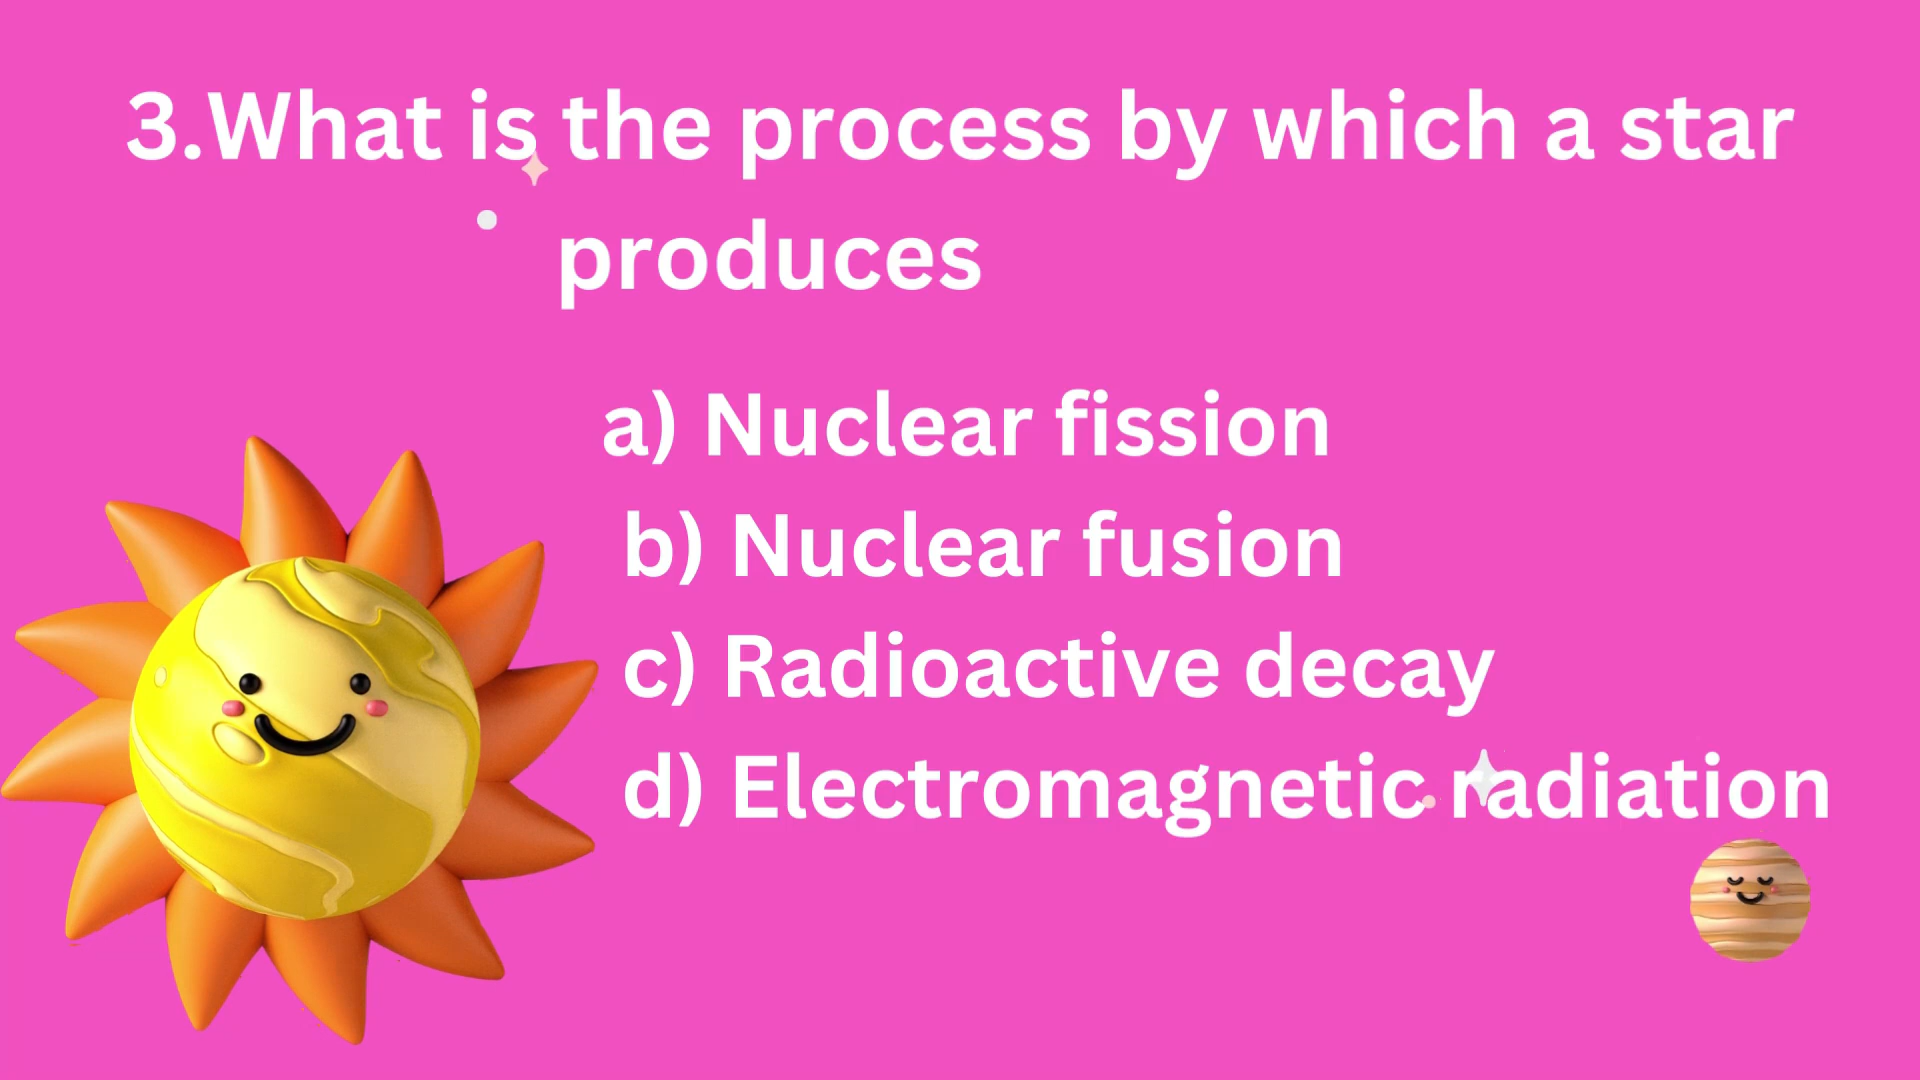 3.What is the process by which a star
produces
a) Nuclear fission
b) Nuclear fusion
c) Radioactive decay
d) Electromagnetic radiation